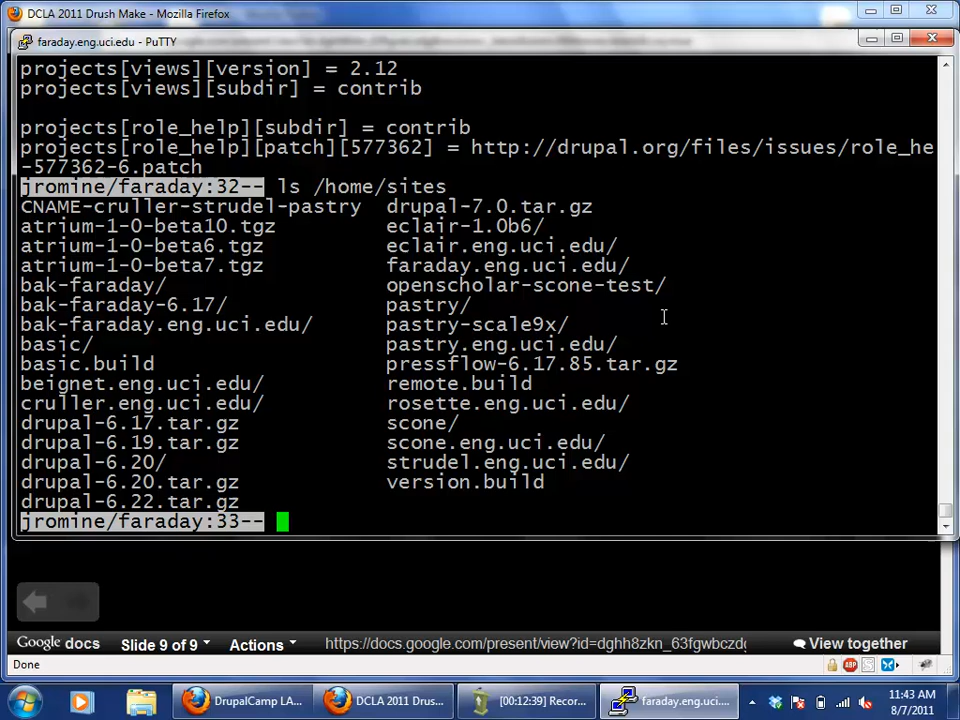 DCLA 2011 Drush Make - Mozilla Firefox
faraday.eng.uci.edu - PuTTY
projects[views][version] = 2.12
projects[views][subdir] = contrib
projects[role_help][subdir] = contrib
projects[role_help][patch][577362] = http://drupal.org/files/issues/role_he
-577362-6.patch
jromine/faraday:32-- ls /home/sites
CNAME-cruller-strudel-pastry drupal-7.0.tar.gz
atrium-1-0-beta10.tgz eclair-1.0b6/
atrium-1-0-beta6.tgz eclair.eng.uci.edu/
atrium-1-0-beta7.tgz faraday.eng.uci.edu/
bak-faraday/ openscholar-scone-test/
bak-faraday-6.17/ pastry/
bak-faraday.eng.uci.edu/ pastry-scale9x/
basic/ pastry.eng.uci.edu/
basic.build pressflow-6.17.85.tar.gz
beignet.eng.uci.edu/ remote.build
cruller.eng.uci.edu/ rosette.eng.uci.edu/
drupal-6.17.tar.gz scone/
drupal-6.19.tar.gz scone.eng.uci.edu/
drupal-6.20/ strudel.eng.uci.edu/
drupal-6.20.tar.gz version.build
drupal-6.22.tar.gz
jromine/faraday:33--
Google docs Slide 9 of 9 Actions https://docs.google.com/present/view?id=dghh8zkn_63fgwbczdc View together
Done
ABP S
DrupalCamp LA... DCLA 2011 Drus... [00:12:39] Recor... faraday.eng.uci....
11:43 AM
8/7/2011